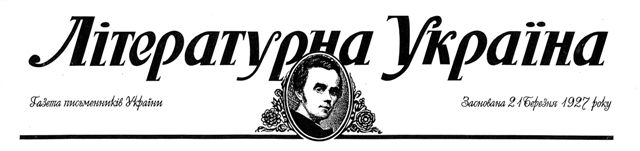 Літературна Україна
Газета письменників України
Заснована 21 Березня 1927 року